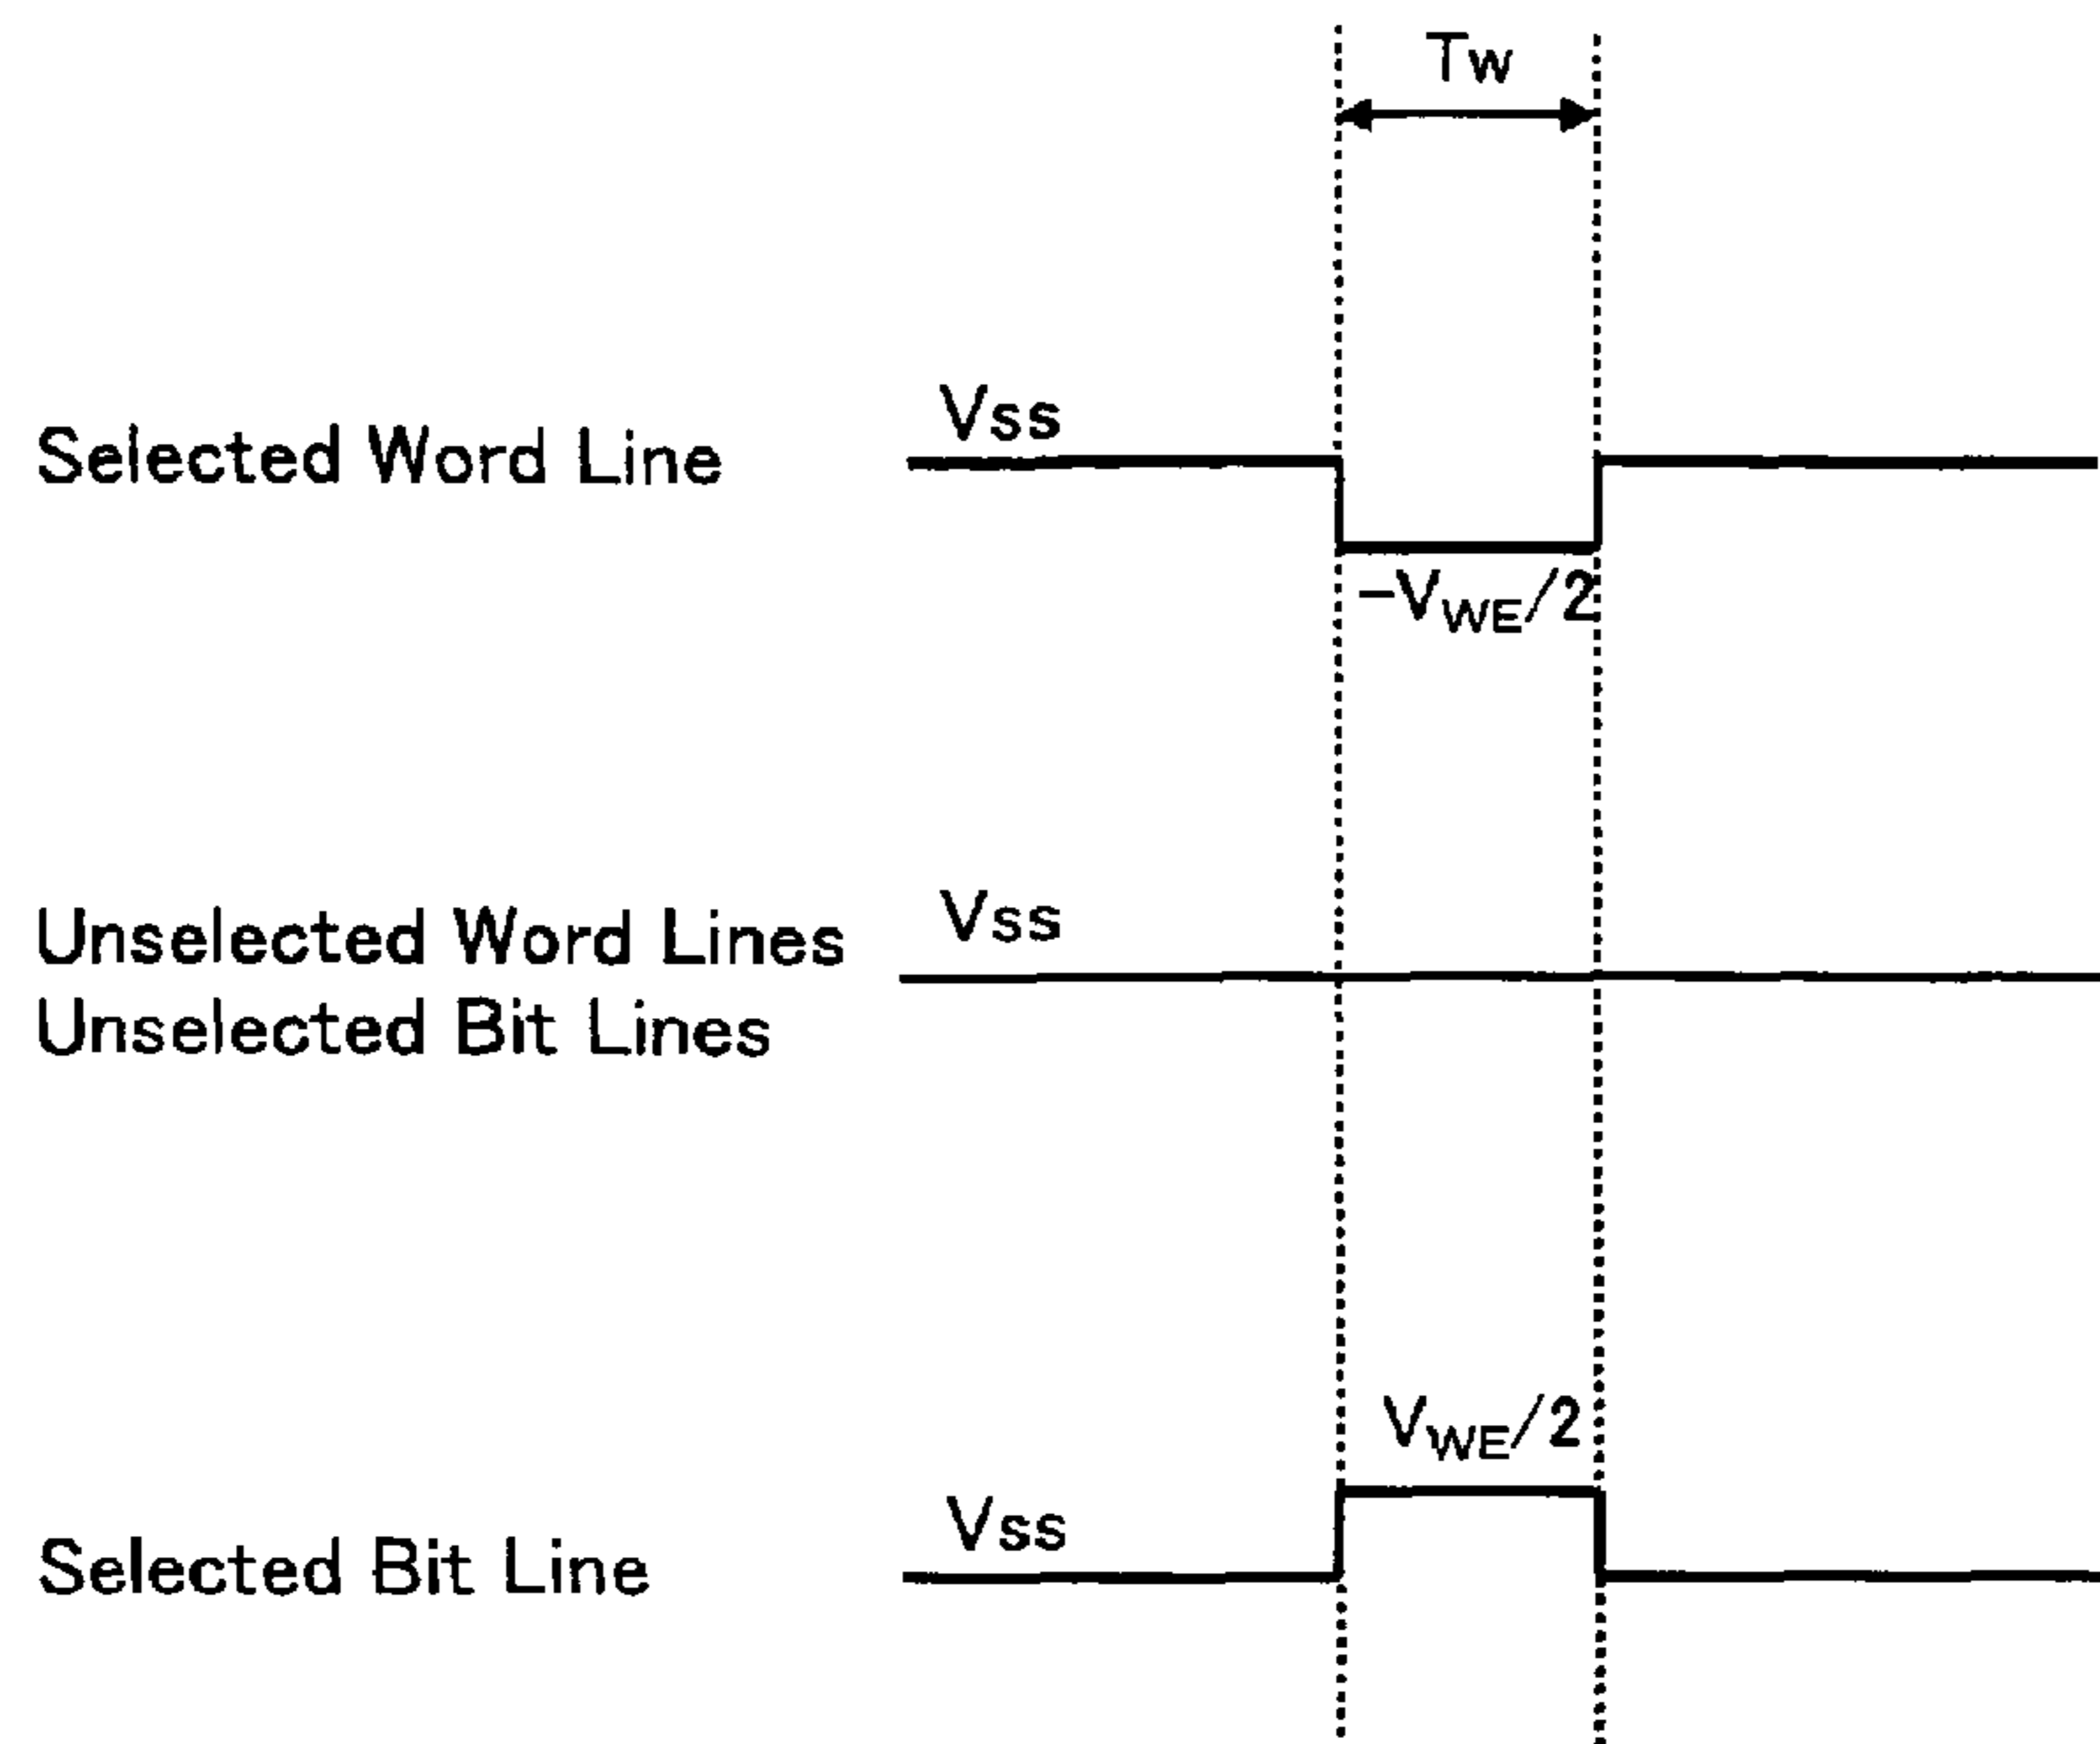 Tw
Vss
Selected Word Line
-VWE/2
Vss
Unselected Word Lines
Unselected Bit Lines
VWE/2
Vss
Selected Bit Line